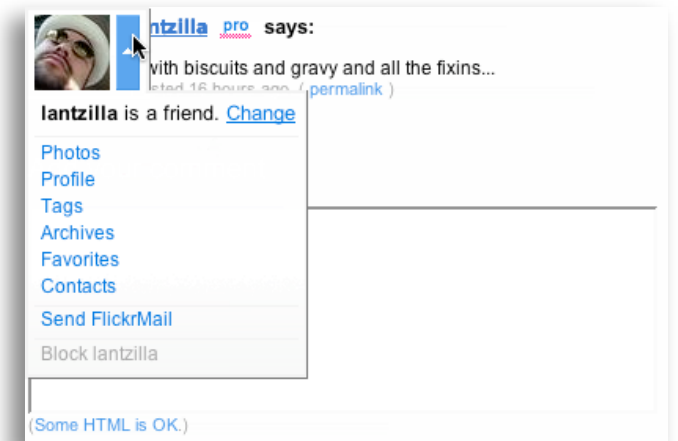 ntzilla pro says:
with biscuits and gravy and all the fixins...
sted 16 hours ago. ( permalink )
lantzilla is a friend. Change
Photos
Profile
Tags
Archives
Favorites
Contacts
Send FlickrMail
Block lantzilla
(Some HTML is OK.)